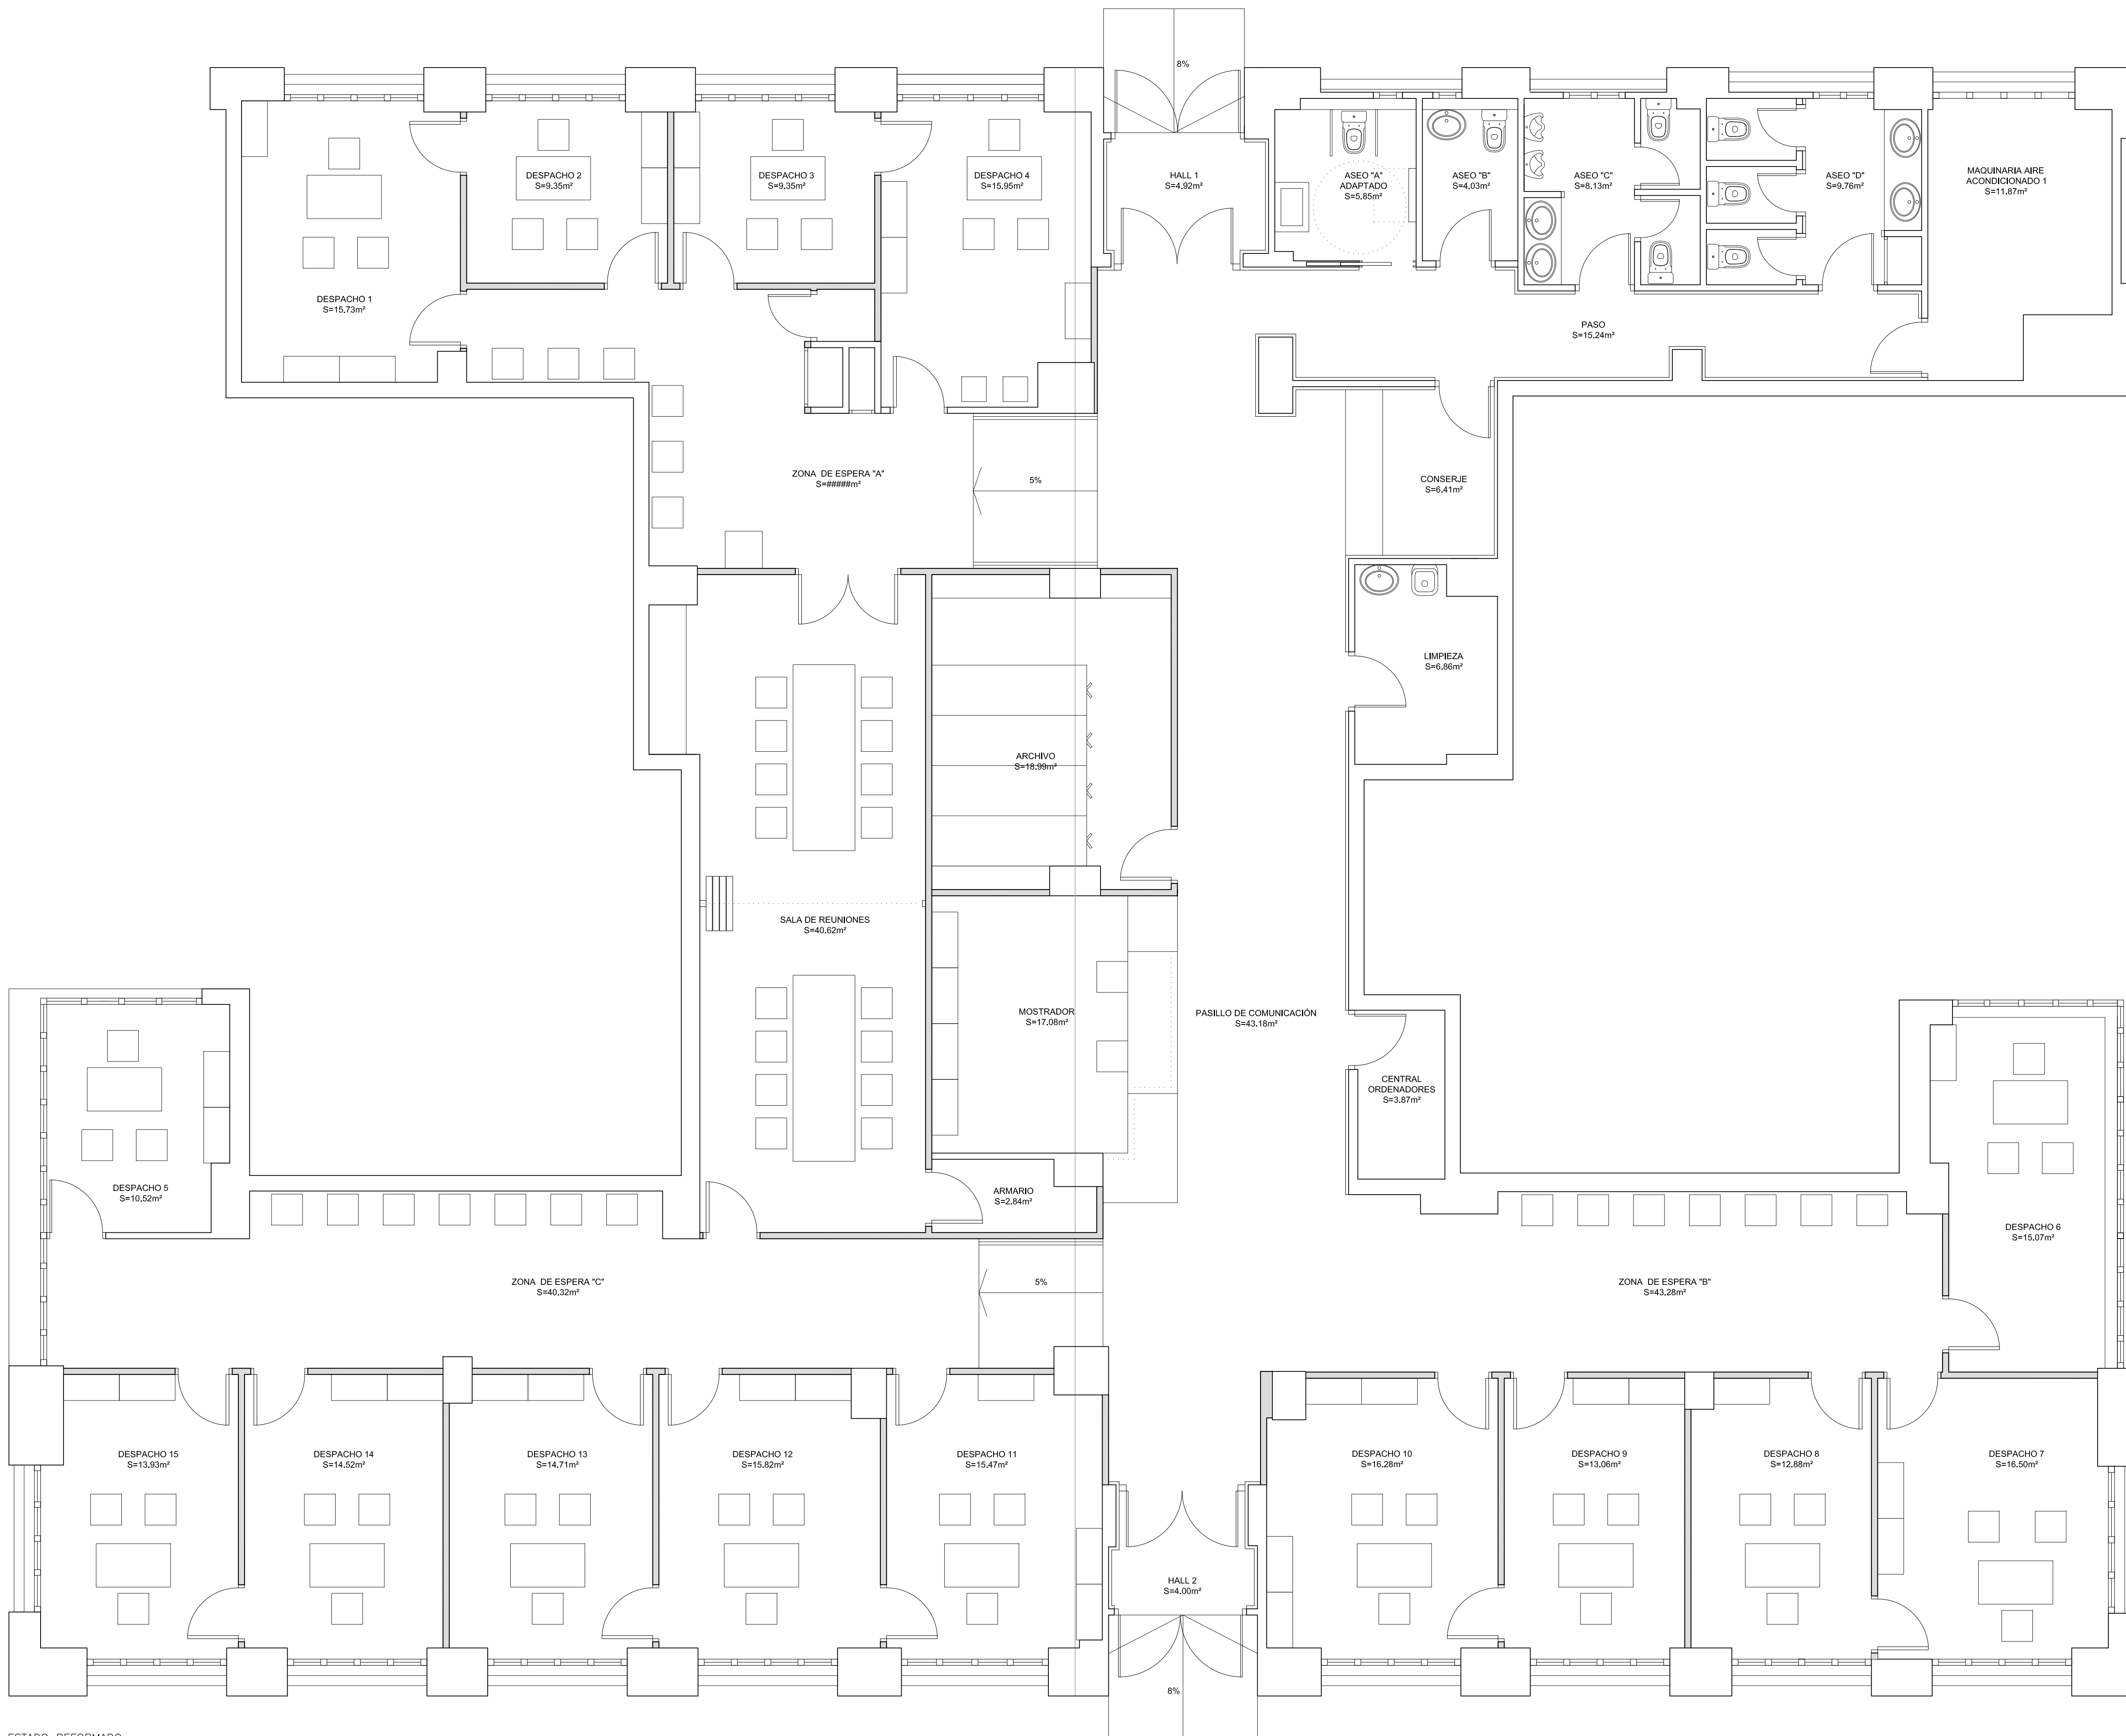 8%
DESPACHO 2
S=9,35m²
DESPACHO 3
S=9,35m²
DESPACHO 4
S=15,95m²
HALL 1
S=4,92m²
ASEO "A"
ADAPTADO
S=5,85m²
ASEO "B"
S=4,03m²
ASEO "C"
S=8,13m²
ASEO "D"
S=9,76m²
MAQUINARIA AIRE
ACONDICIONADO 1
S=11,87m²
DESPACHO 1
S=15,73m²
PASO
S=15,24m²
ZONA DE ESPERA "A"
S=#####m²
5%
CONSERJE
S=6,41m²
LIMPIEZA
S=6,86m²
ARCHIVO
S=18,99m²
SALA DE REUNIONES
S=40,62m²
MOSTRADOR
S=17,08m²
PASILLO DE COMUNICACIÓN
S=43,18m²
CENTRAL
ORDENADORES
S=3,87m²
DESPACHO 5
S=10,52m²
ARMARIO
S=2,84m²
DESPACHO 6
S=15,07m²
ZONA DE ESPERA "C"
S=40,32m²
5%
ZONA DE ESPERA "B"
S=43,28m²
DESPACHO 15
S=13,93m²
DESPACHO 14
S=14,52m²
DESPACHO 13
S=14,71m²
DESPACHO 12
S=15,82m²
DESPACHO 11
S=15,47m²
DESPACHO 10
S=16,28m²
DESPACHO 9
S=13,06m²
DESPACHO 8
S=12,88m²
DESPACHO 7
S=16,50m²
HALL 2
S=4,00m²
8%
ESTADO REFORMADO